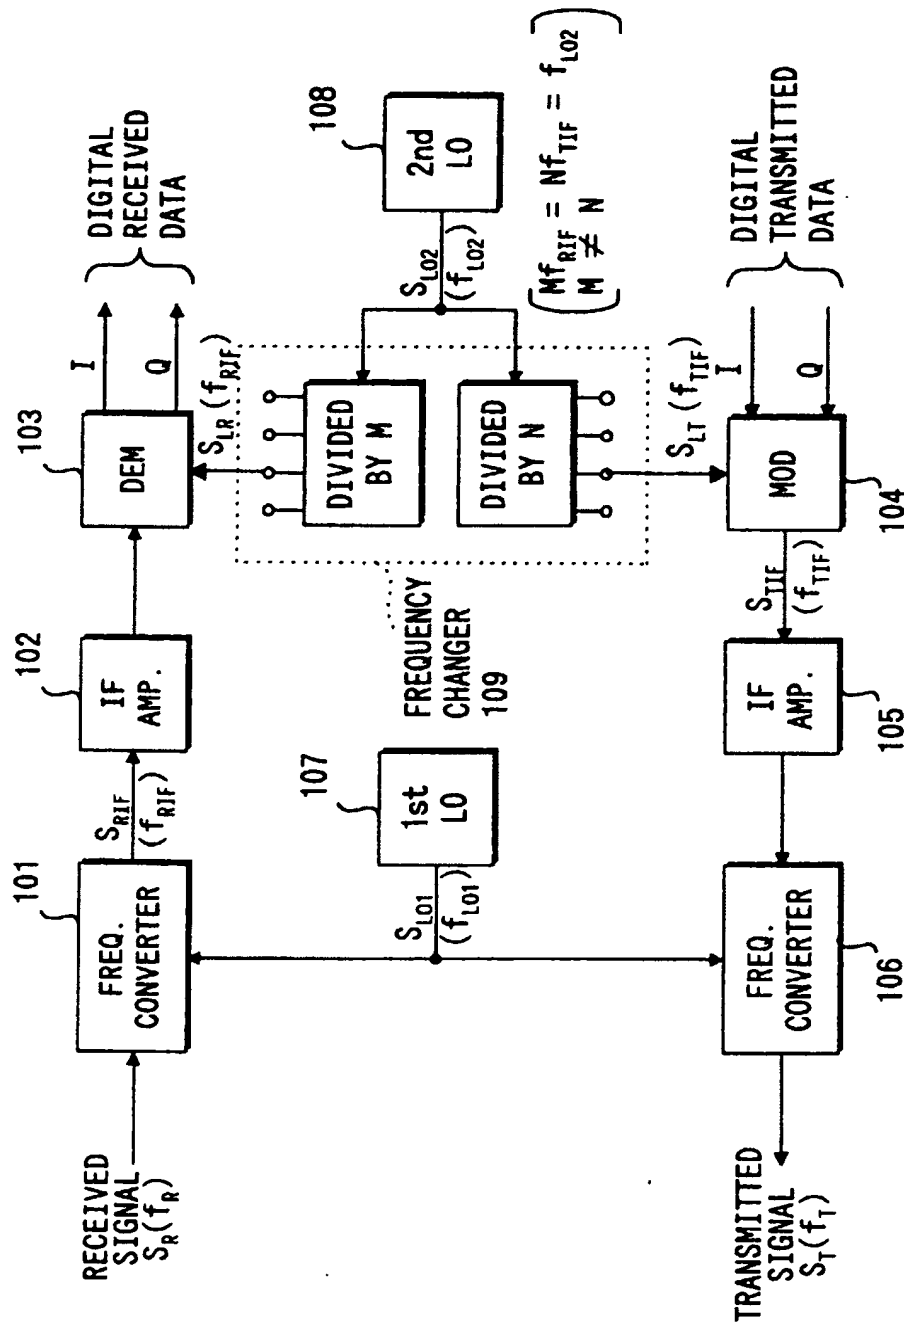 RECEIVED
SIGNAL
S_R(f_R)
101
FREQ.
CONVERTER
S_RIF
(f_RIF)
102
IF
AMP.
103
DEM
I
Q
DIGITAL
RECEIVED
DATA
S_LR (f_RIF)
107
1st
LO
S_LO1
(f_LO1)
FREQUENCY
CHANGER
109
DIVIDED
BY M
DIVIDED
BY N
S_LO2
(f_LO2)
108
2nd
LO
Mf_RIF = Nf_TIF = f_LO2
M ≠ N
S_LT (f_TIF)
TRANSMITTED
SIGNAL
S_T(f_T)
FREQ.
CONVERTER
106
IF
AMP.
105
S_TIF
(f_TIF)
MOD
104
I
Q
DIGITAL
TRANSMITTED
DATA